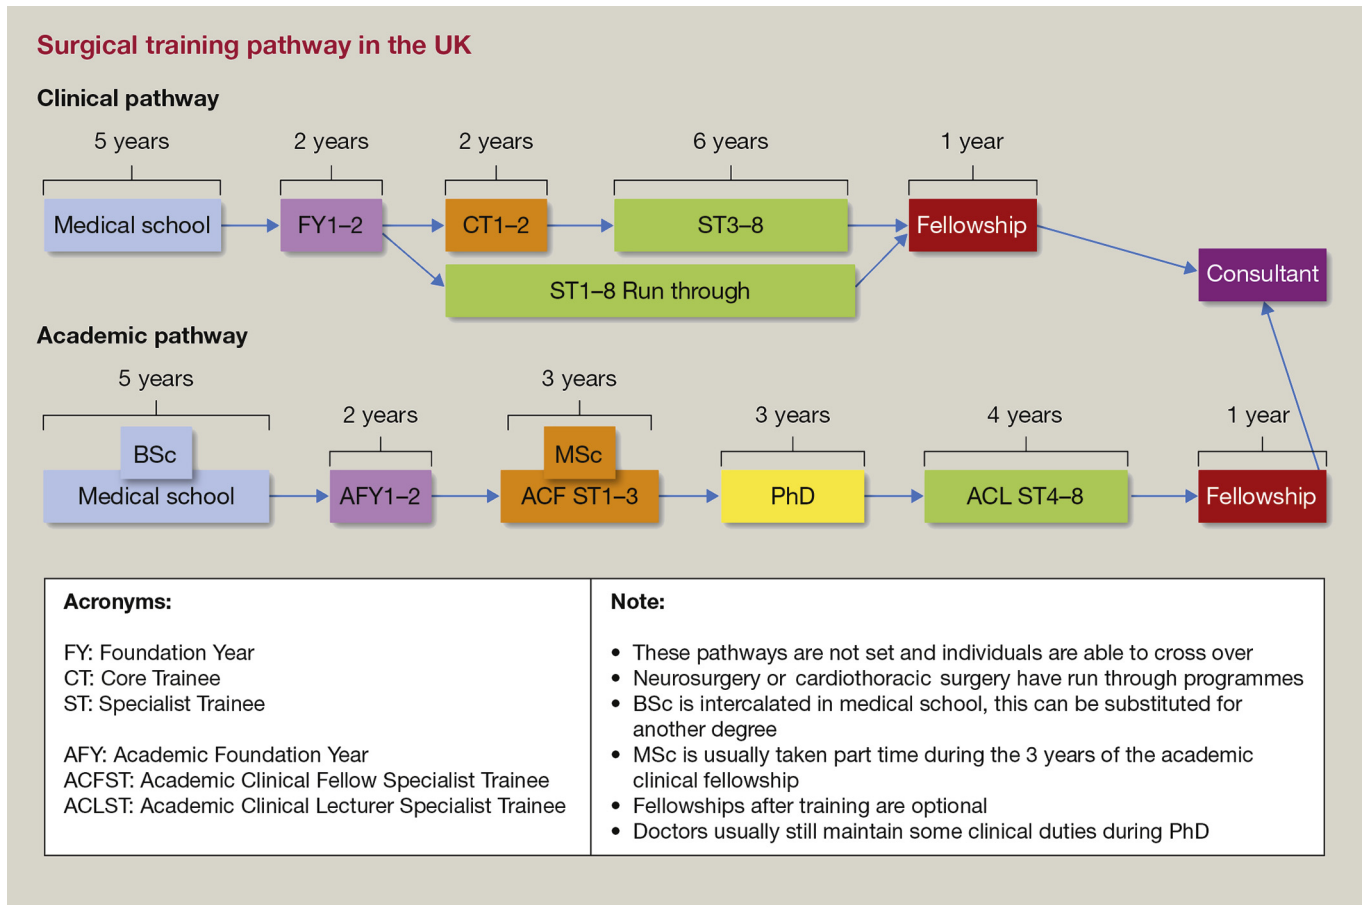 Surgical training pathway in the UK
Clinical pathway
5 years
2 years
2 years
6 years
1 year
Medical school
FY1–2
CT1–2
ST3–8
Fellowship
ST1–8 Run through
Consultant
Academic pathway
5 years
2 years
3 years
3 years
4 years
1 year
BSc
MSc
Medical school
AFY1–2
ACF ST1–3
PhD
ACL ST4–8
Fellowship
Acronyms:
FY: Foundation Year
CT: Core Trainee
ST: Specialist Trainee
AFY: Academic Foundation Year
ACFST: Academic Clinical Fellow Specialist Trainee
ACLST: Academic Clinical Lecturer Specialist Trainee
Note:
• These pathways are not set and individuals are able to cross over
• Neurosurgery or cardiothoracic surgery have run through programmes
• BSc is intercalated in medical school, this can be substituted for
another degree
• MSc is usually taken part time during the 3 years of the academic
clinical fellowship
• Fellowships after training are optional
• Doctors usually still maintain some clinical duties during PhD